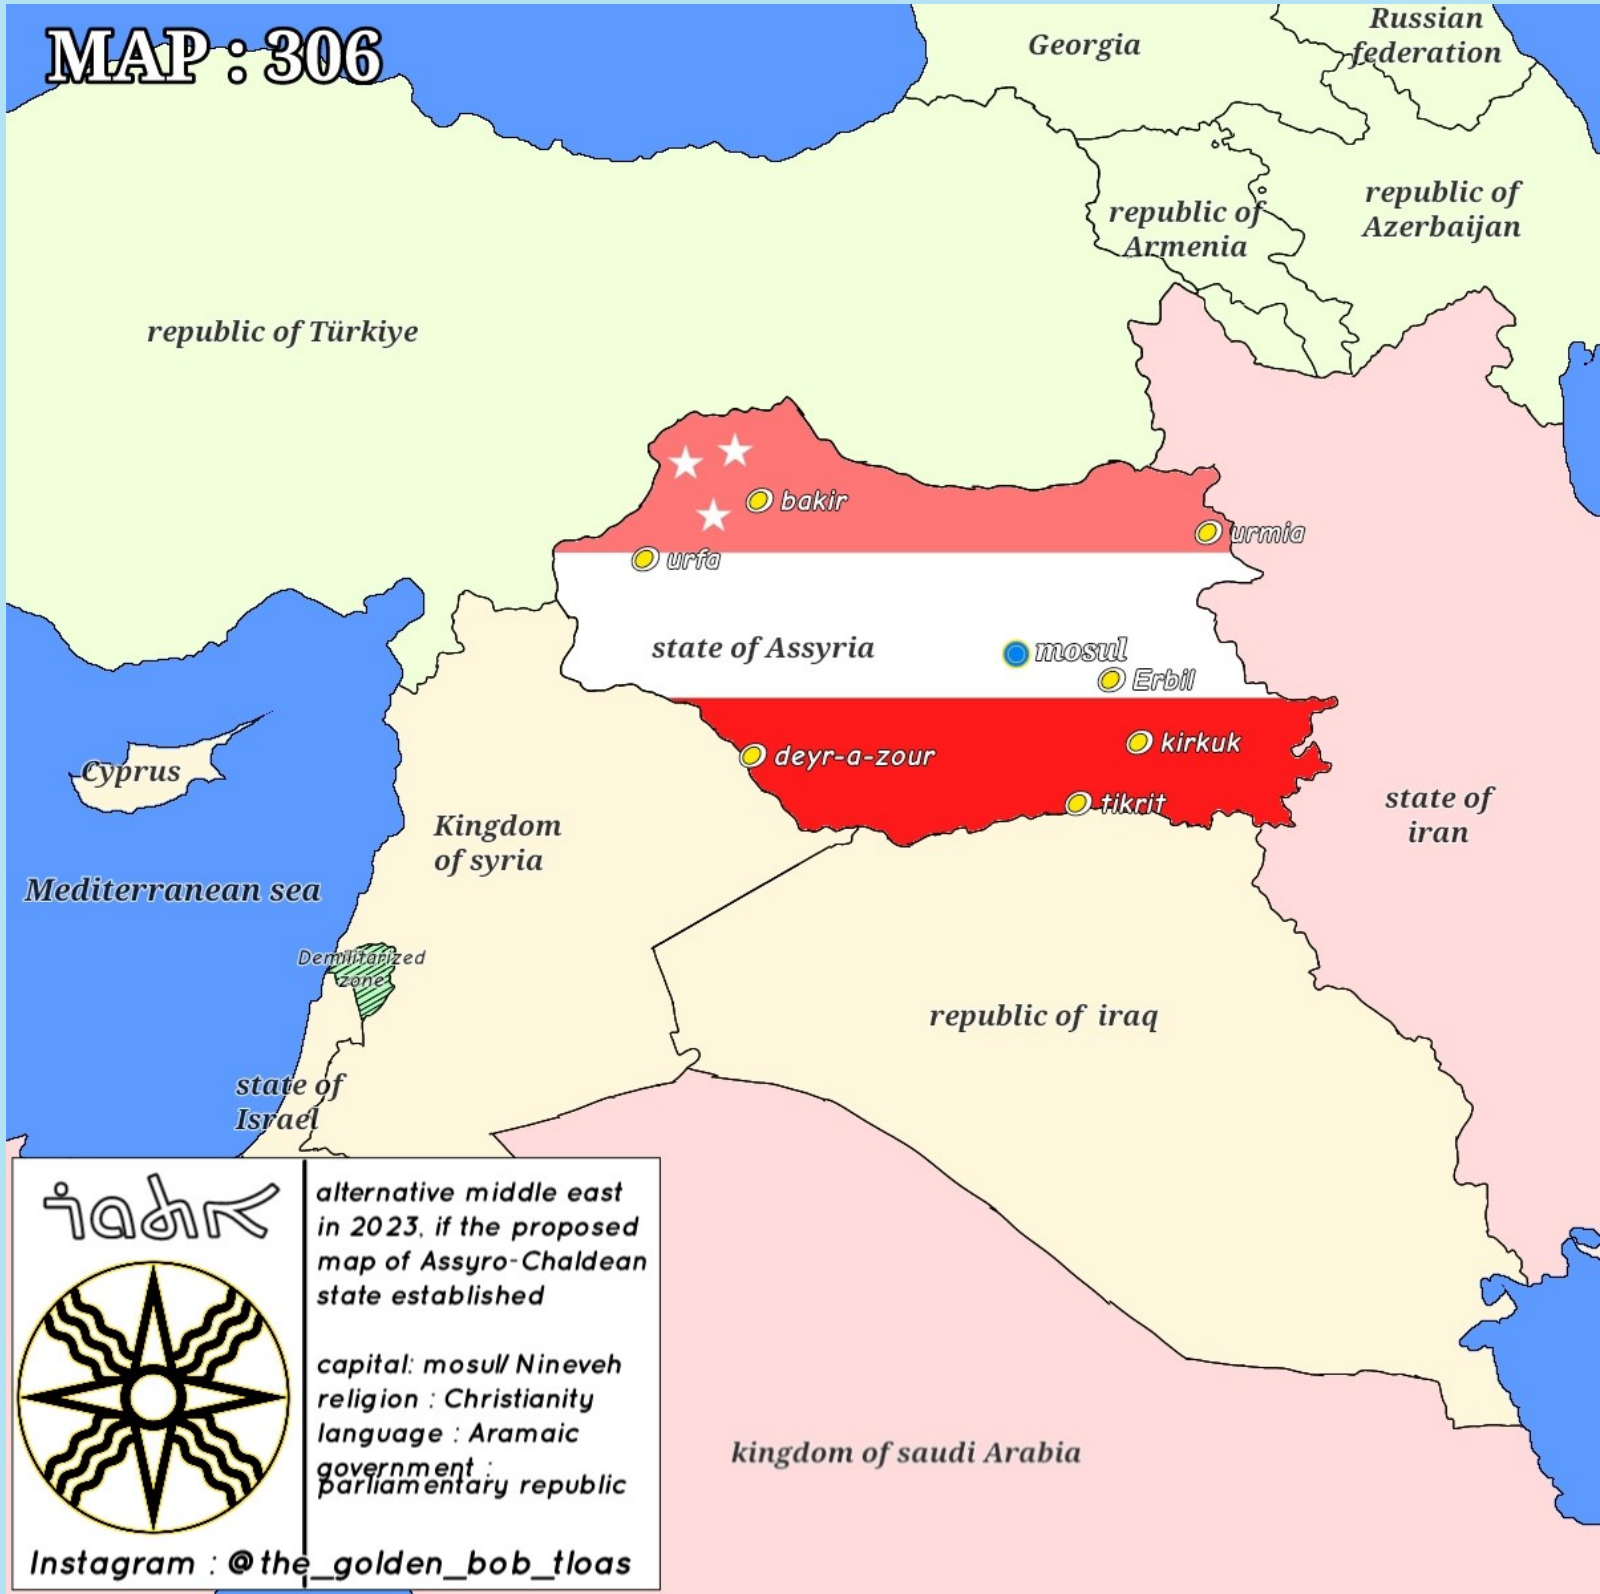 MAP : 306
Georgia
Russian
federation
republic of
Armenia
republic of
Azerbaijan
republic of Türkiye
bakir
urmia
urfa
state of Assyria
mosul
Erbil
deyr-a-zour
kirkuk
tikrit
Cyprus
Kingdom
of syria
state of
iran
Mediterranean sea
Demilitarized
zone
republic of iraq
state of
Israel
alternative middle east
in 2023, if the proposed
map of Assyro-Chaldean
state established
capital: mosul/ Nineveh
religion : Christianity
language : Aramaic
government :
parliamentary republic
kingdom of saudi Arabia
Instagram : @the_golden_bob_tloas